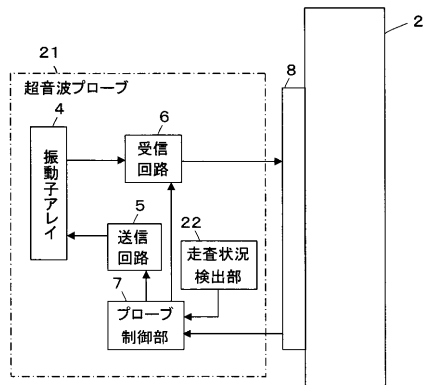 21
2
超音波プローブ
8
4
6
振動子アレイ
受信
回路
5
送信
回路
22
走査状況
検出部
7
プローブ
制御部